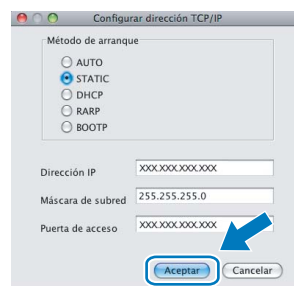 Configurar dirección TCP/IP
Método de arranque
AUTO
STATIC
DHCP
RARP
BOOTP
Dirección IP XXX.XXX.XXX.XXX
Máscara de subred 255.255.255.0
Puerta de acceso XXX.XXX.XXX.XXX
Aceptar Cancelar